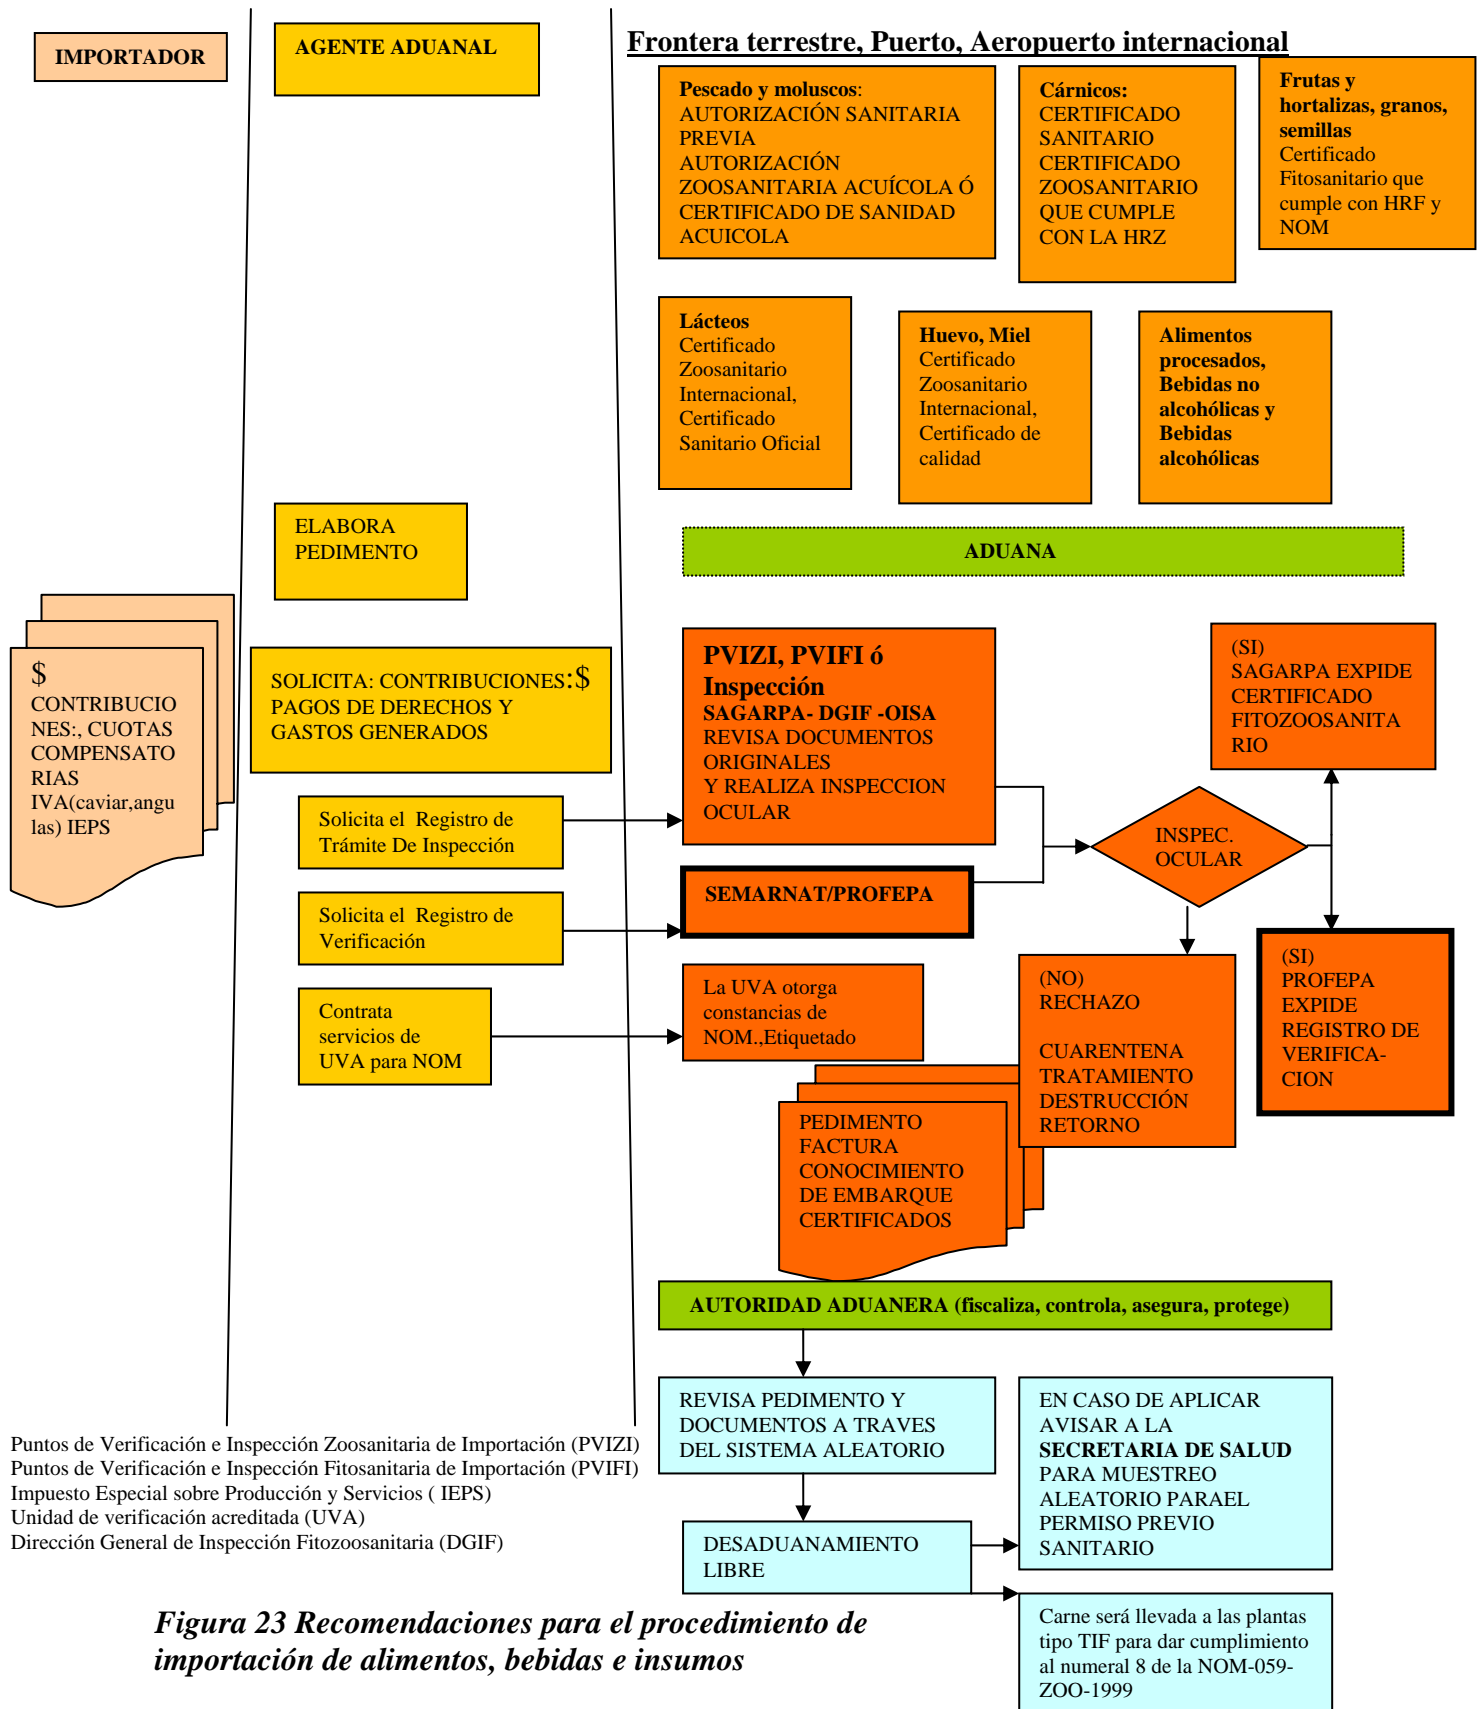 IMPORTADOR
AGENTE ADUANAL
Frontera terrestre, Puerto, Aeropuerto internacional
Pescado y moluscos:
AUTORIZACIÓN SANITARIA
PREVIA
AUTORIZACIÓN
ZOOSANITARIA ACUÍCOLA Ó
CERTIFICADO DE SANIDAD
ACUICOLA
Cárnicos:
CERTIFICADO
SANITARIO
CERTIFICADO
ZOOSANITARIO
QUE CUMPLE
CON LA HRZ
Frutas y
hortalizas, granos,
semillas
Certificado
Fitosanitario que
cumple con HRF y
NOM
Lácteos
Certificado
Zoosanitario
Internacional,
Certificado
Sanitario Oficial
Huevo, Miel
Certificado
Zoosanitario
Internacional,
Certificado de
calidad
Alimentos
procesados,
Bebidas no
alcohólicas y
Bebidas
alcohólicas
ELABORA
PEDIMENTO
ADUANA
$
CONTRIBUCIO
NES:, CUOTAS
COMPENSATO
RIAS
IVA(caviar,angu
las) IEPS
SOLICITA: CONTRIBUCIONES:$
PAGOS DE DERECHOS Y
GASTOS GENERADOS
PVIZI, PVIFI ó
Inspección
SAGARPA- DGIF -OISA
REVISA DOCUMENTOS
ORIGINALES
Y REALIZA INSPECCION
OCULAR
(SI)
SAGARPA EXPIDE
CERTIFICADO
FITOZOOSANITA
RIO
Solicita el Registro de
Trámite De Inspección
INSPEC.
OCULAR
SEMARNAT/PROFEPA
Solicita el Registro de
Verificación
(SI)
PROFEPA
EXPIDE
REGISTRO DE
VERIFICA-
CION
(NO)
RECHAZO
CUARENTENA
TRATAMIENTO
DESTRUCCIÓN
RETORNO
La UVA otorga
constancias de
NOM.,Etiquetado
Contrata
servicios de
UVA para NOM
PEDIMENTO
FACTURA
CONOCIMIENTO
DE EMBARQUE
CERTIFICADOS
AUTORIDAD ADUANERA (fiscaliza, controla, asegura, protege)
REVISA PEDIMENTO Y
DOCUMENTOS A TRAVES
DEL SISTEMA ALEATORIO
EN CASO DE APLICAR
AVISAR A LA
SECRETARIA DE SALUD
PARA MUESTREO
ALEATORIO PARAEL
PERMISO PREVIO
SANITARIO
DESADUANAMIENTO
LIBRE
Carne será llevada a las plantas
tipo TIF para dar cumplimiento
al numeral 8 de la NOM-059-
ZOO-1999
Puntos de Verificación e Inspección Zoosanitaria de Importación (PVIZI)
Puntos de Verificación e Inspección Fitosanitaria de Importación (PVIFI)
Impuesto Especial sobre Producción y Servicios ( IEPS)
Unidad de verificación acreditada (UVA)
Dirección General de Inspección Fitozoosanitaria (DGIF)
Figura 23 Recomendaciones para el procedimiento de
importación de alimentos, bebidas e insumos